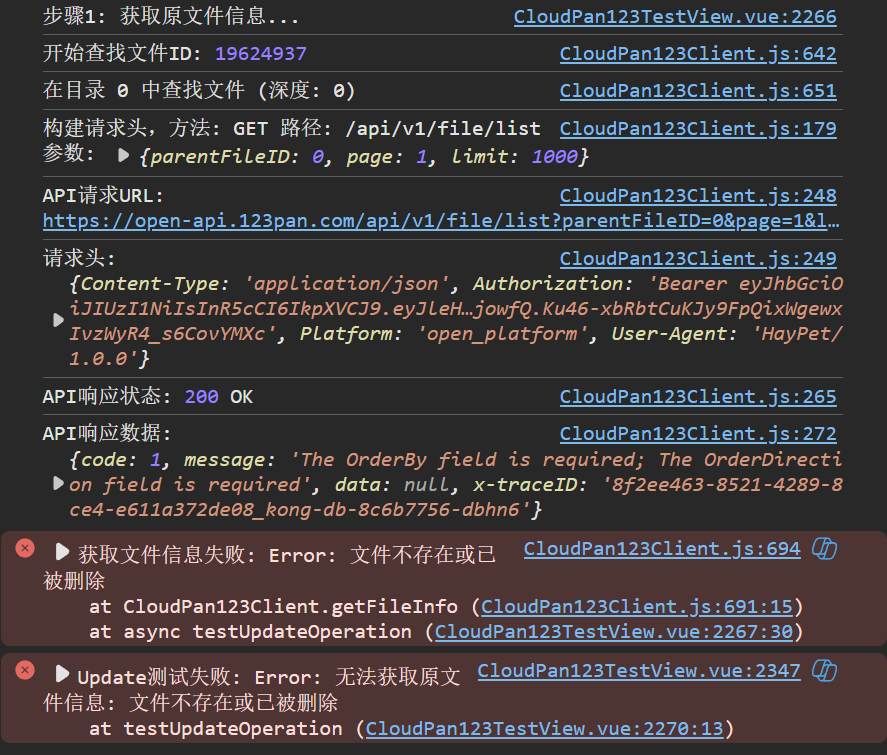 步骤1: 获取原文件信息... CloudPan123TestView.vue:2266
开始查找文件ID: 19624937 CloudPan123Client.js:642
在目录 0 中查找文件 (深度: 0) CloudPan123Client.js:651
构建请求头，方法: GET 路径: /api/v1/file/list CloudPan123Client.js:179
参数: {parentFileID: 0, page: 1, limit: 1000}
API请求URL: CloudPan123Client.js:248
https://open-api.123pan.com/api/v1/file/list?parentFileID=0&page=1&l…
请求头: CloudPan123Client.js:249
{Content-Type: 'application/json', Authorization: 'Bearer eyJhbGciO
iJIUzI1NiIsInR5cCI6IkpXVCJ9.eyJleH…jowfQ.Ku46-xbRbtCuKJy9FpQixWgewx
IvzWyR4_s6CovYMXc', Platform: 'open_platform', User-Agent: 'HayPet/
1.0.0'}
API响应状态: 200 OK CloudPan123Client.js:265
API响应数据: CloudPan123Client.js:272
{code: 1, message: 'The OrderBy field is required; The OrderDirecti
on field is required', data: null, x-traceID: '8f2ee463-8521-4289-8
ce4-e611a372de08_kong-db-8c6b7756-dbhn6'}
获取文件信息失败: Error: 文件不存在或已 CloudPan123Client.js:694
被删除
at CloudPan123Client.getFileInfo (CloudPan123Client.js:691:15)
at async testUpdateOperation (CloudPan123TestView.vue:2267:30)
Update测试失败: Error: 无法获取原文 CloudPan123TestView.vue:2347
件信息: 文件不存在或已被删除
at testUpdateOperation (CloudPan123TestView.vue:2270:13)